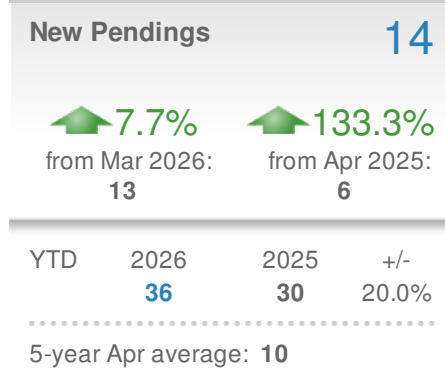 New Pendings 14
7.7% 133.3%
from Mar 2026: from Apr 2025:
13 6
YTD 2026 2025 +/-
36 30 20.0%
5-year Apr average: 10